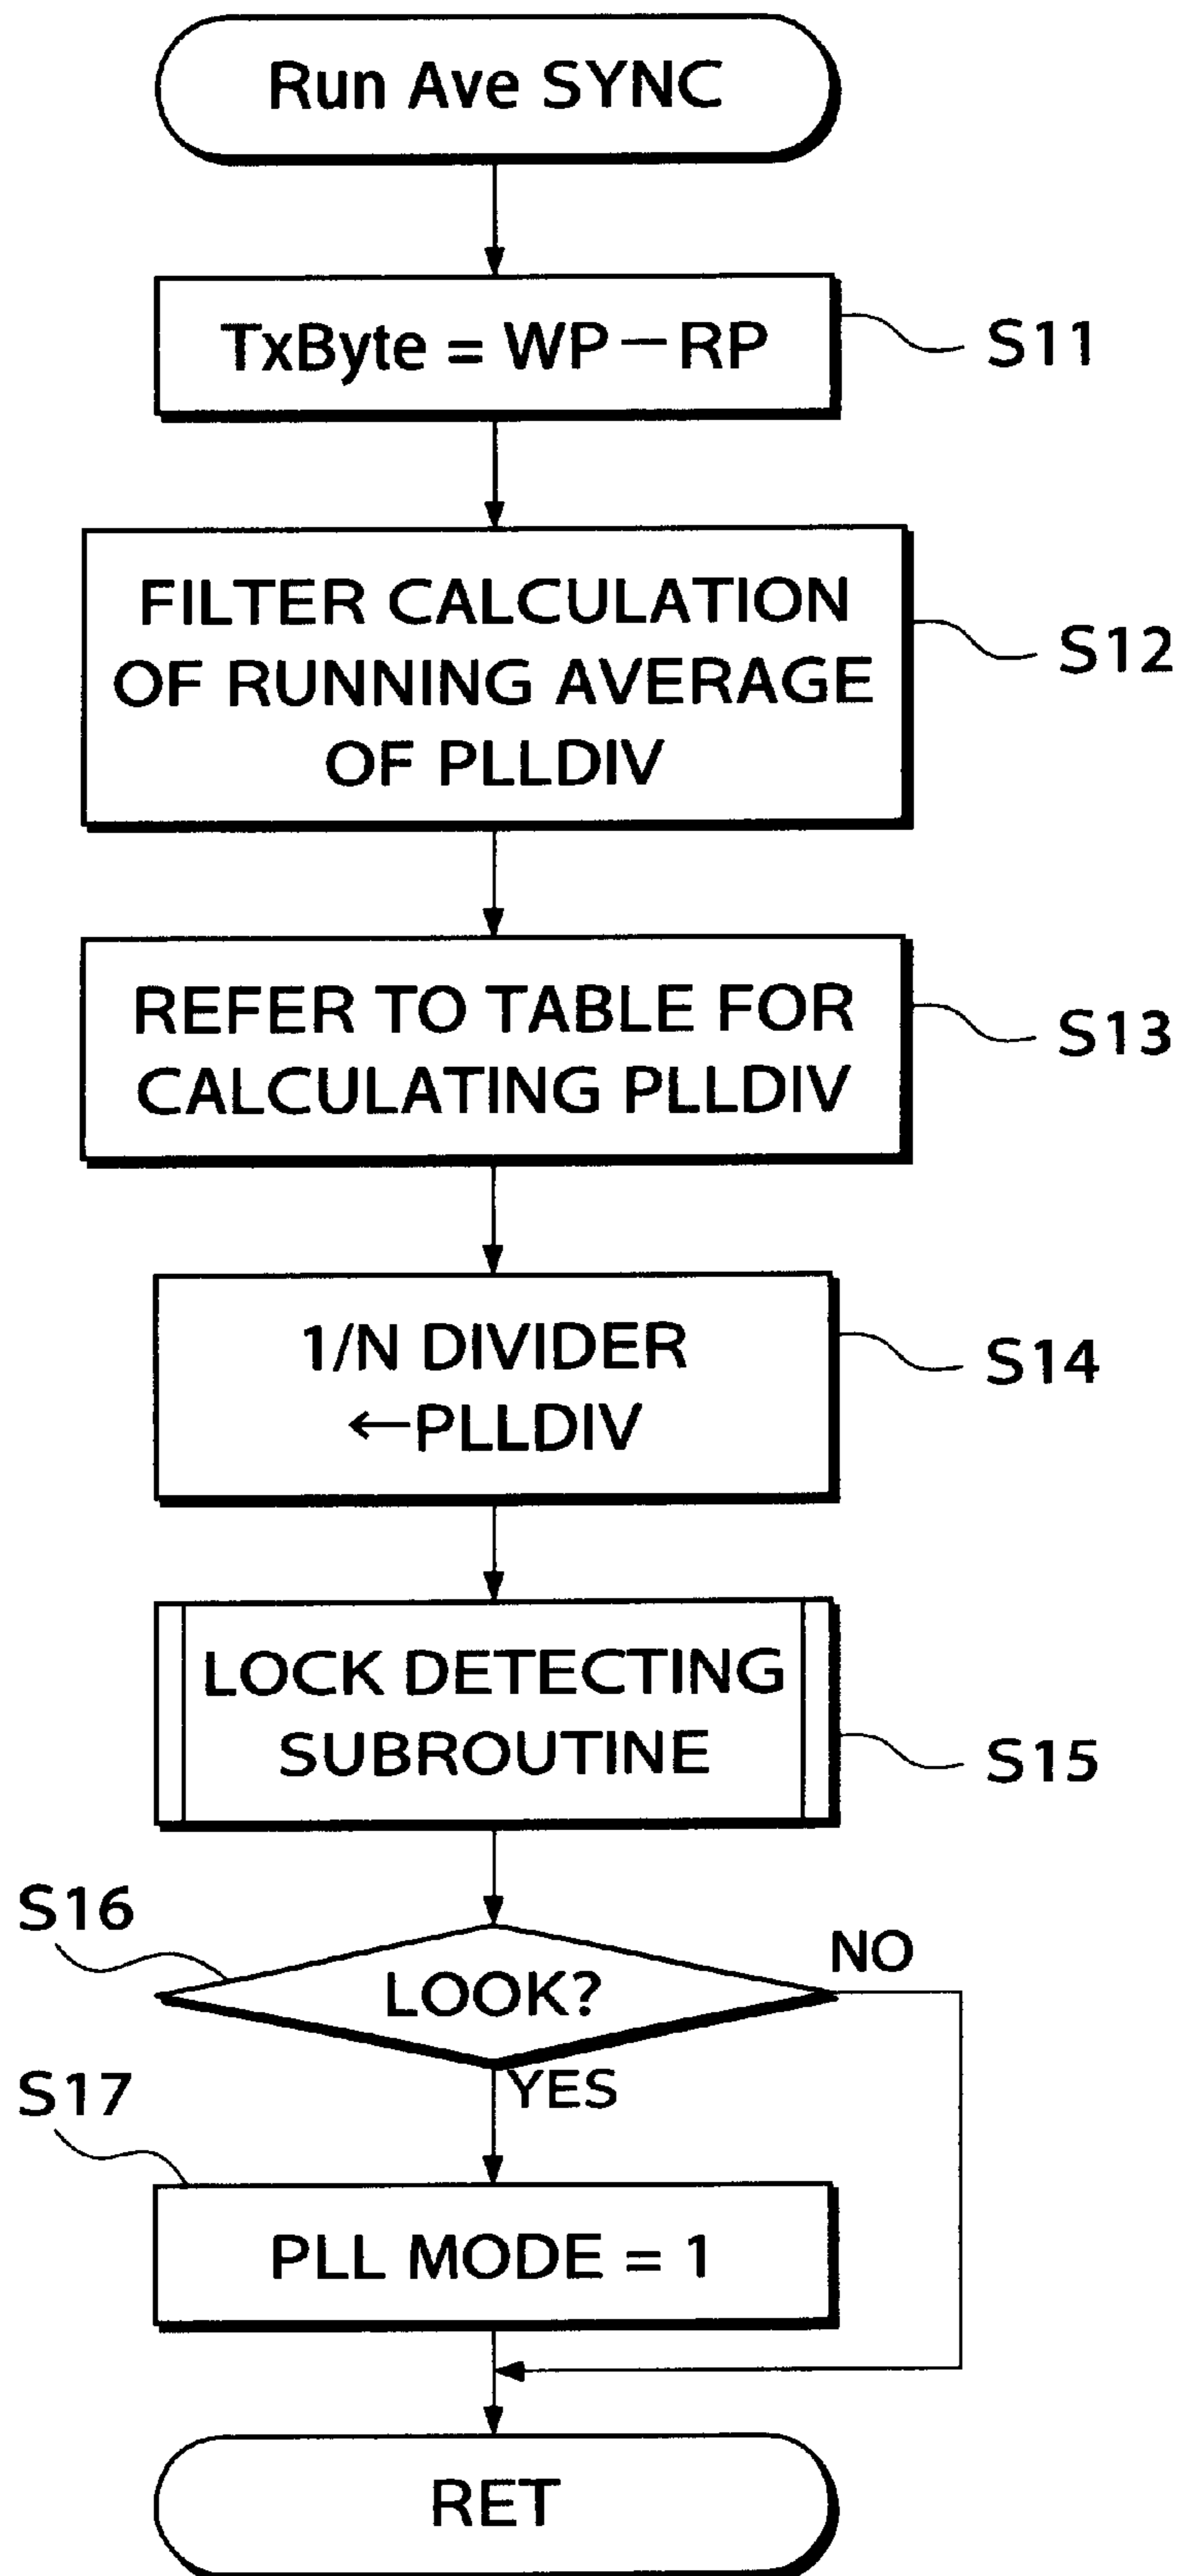 Run Ave SYNC
TxByte = WP－RP
S11
FILTER CALCULATION
OF RUNNING AVERAGE
OF PLLDIV
S12
REFER TO TABLE FOR
CALCULATING PLLDIV
S13
1/N DIVIDER
←PLLDIV
S14
LOCK DETECTING
SUBROUTINE
S15
S16
LOOK?
NO
YES
S17
PLL MODE = 1
RET